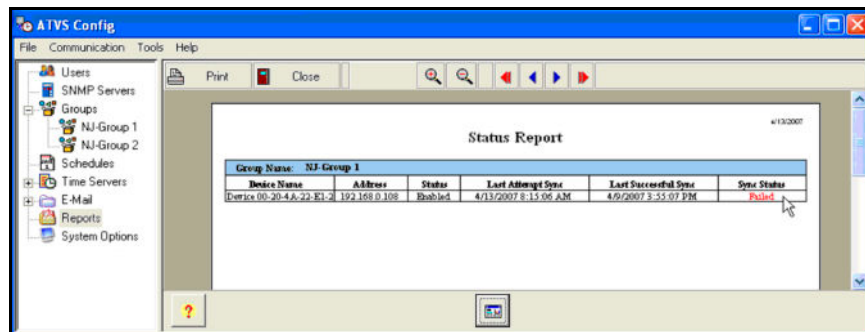 ATVS Config
File Communication Tools Help
Users
SNMP Servers
Groups
NJ-Group 1
NJ-Group 2
Schedules
Time Servers
E-Mail
Reports
System Options
Print Close
4/13/2007
Status Report
Group Name: NJ-Group 1
Device Name Address Status Last Attempt Sync Last Successful Sync Sync Status
Device 00-20-4A-22-E1-2 192.168.0.108 Enabled 4/13/2007 8:15:06 AM 4/9/2007 3:55:07 PM Failed
?